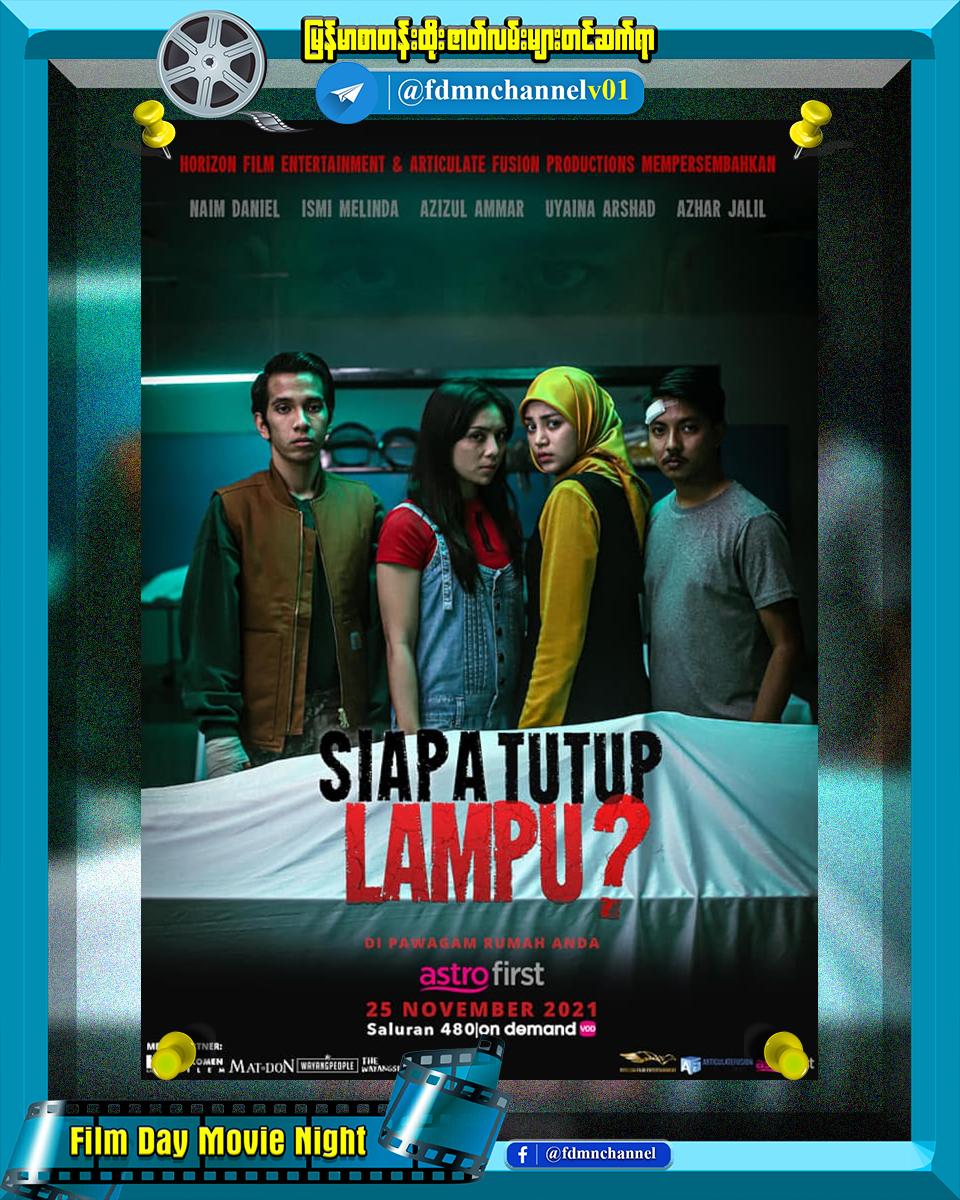 မြန်မာစာတန်းထိုးဇာတ်လမ်းများတင်ဆက်ရာ
@fdmnchannelv01
HORIZON FILM ENTERTAINMENT & ARTICULATE FUSION PRODUCTIONS MEMPERSEMBAHKAN
NAIM DANIEL ISMI MELINDA AZIZUL AMMAR UYAINA ARSHAD AZHAR JALIL
SIAPA TUTUP
LAMPU?
DI PAWAGAM RUMAH ANDA
astro first
25 NOVEMBER 2021
Saluran 480|on demand VOD
MAT•DON WAYANGPEOPLE THE
ARTICULATEFUSION
Film Day Movie Night
@fdmnchannel